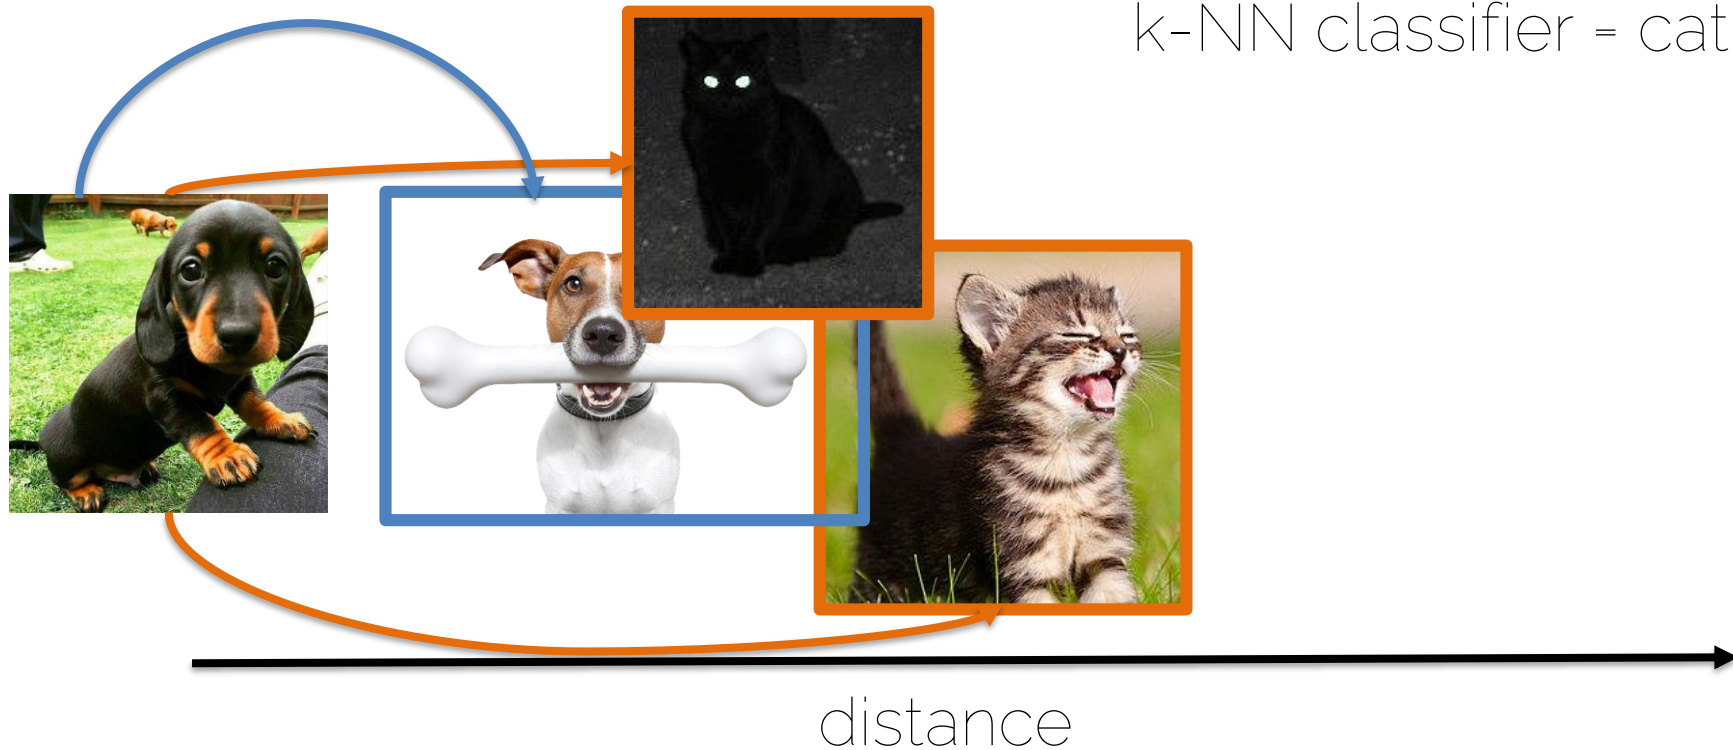 k-NN classifier = cat
distance